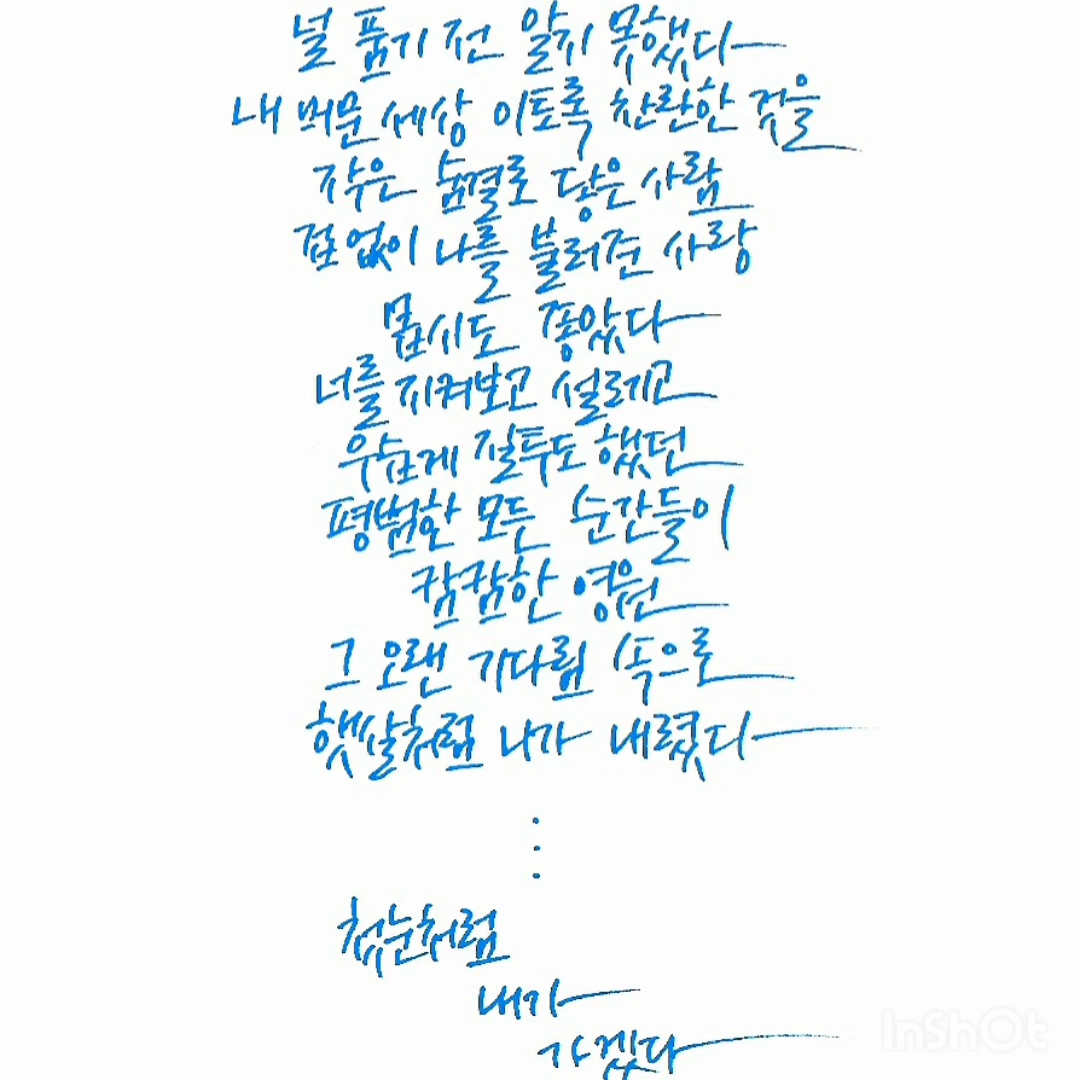 널 품기 전 알지 못했다
내 머문 세상 이토록 찬란한 것을
작은 숨결로 닿은 사람
겁없이 나를 불러준 사랑
몹시도 좋았다
너를 지켜보고 설레고
우습게 질투도 했던
평범한 모든 순간들이
캄캄한 영원
그 오랜 기다림 속으로
햇살처럼 니가 내렸다
⋮
첫눈처럼
내가
가겠다
InShOt